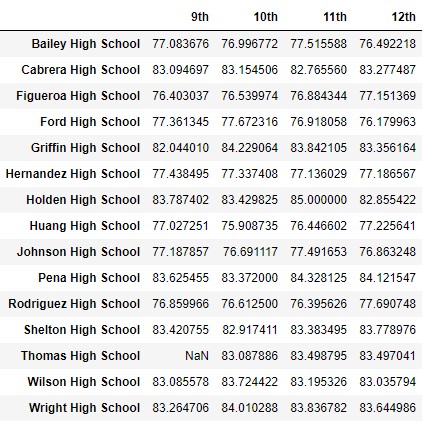 9th 10th 11th 12th
Bailey High School 77.083676 76.996772 77.515588 76.492218
Cabrera High School 83.094697 83.154506 82.765560 83.277487
Figueroa High School 76.403037 76.539974 76.884344 77.151369
Ford High School 77.361345 77.672316 76.918058 76.179963
Griffin High School 82.044010 84.229064 83.842105 83.356164
Hernandez High School 77.438495 77.337408 77.136029 77.186567
Holden High School 83.787402 83.429825 85.000000 82.855422
Huang High School 77.027251 75.908735 76.446602 77.225641
Johnson High School 77.187857 76.691117 77.491653 76.863248
Pena High School 83.625455 83.372000 84.328125 84.121547
Rodriguez High School 76.859966 76.612500 76.395626 77.690748
Shelton High School 83.420755 82.917411 83.383495 83.778976
Thomas High School NaN 83.087886 83.498795 83.497041
Wilson High School 83.085578 83.724422 83.195326 83.035794
Wright High School 83.264706 84.010288 83.836782 83.644986